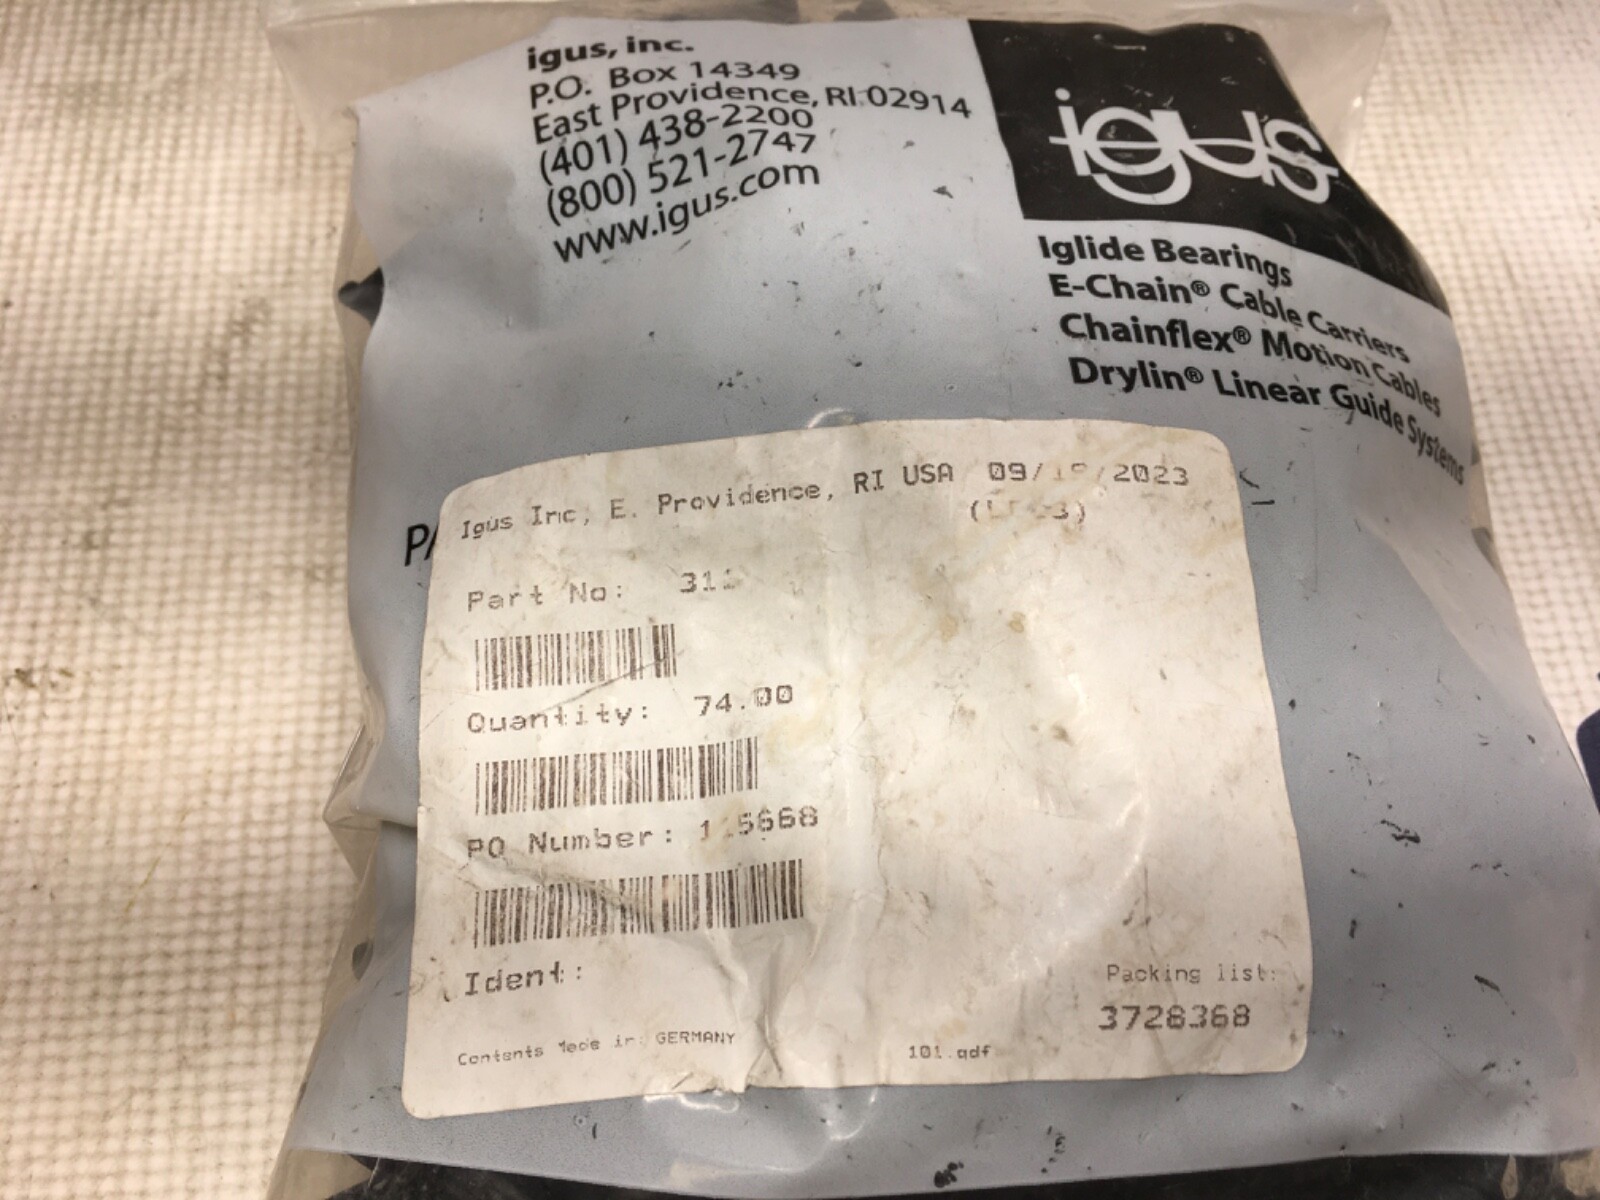 igus, inc.
P.O. Box 14349
East Providence, RI 02914
(401) 438-2200
(800) 521-2747
www.igus.com
igus
Iglide Bearings
E-Chain® Cable Carriers
Chainflex® Motion Cables
Drylin® Linear Guide Systems
Igus Inc, E. Providence, RI USA
Part No:
Quantity: 74.00
PO Number:
Ident:
Packing list:
3728368
Contents Made in: GERMANY
101.qdf